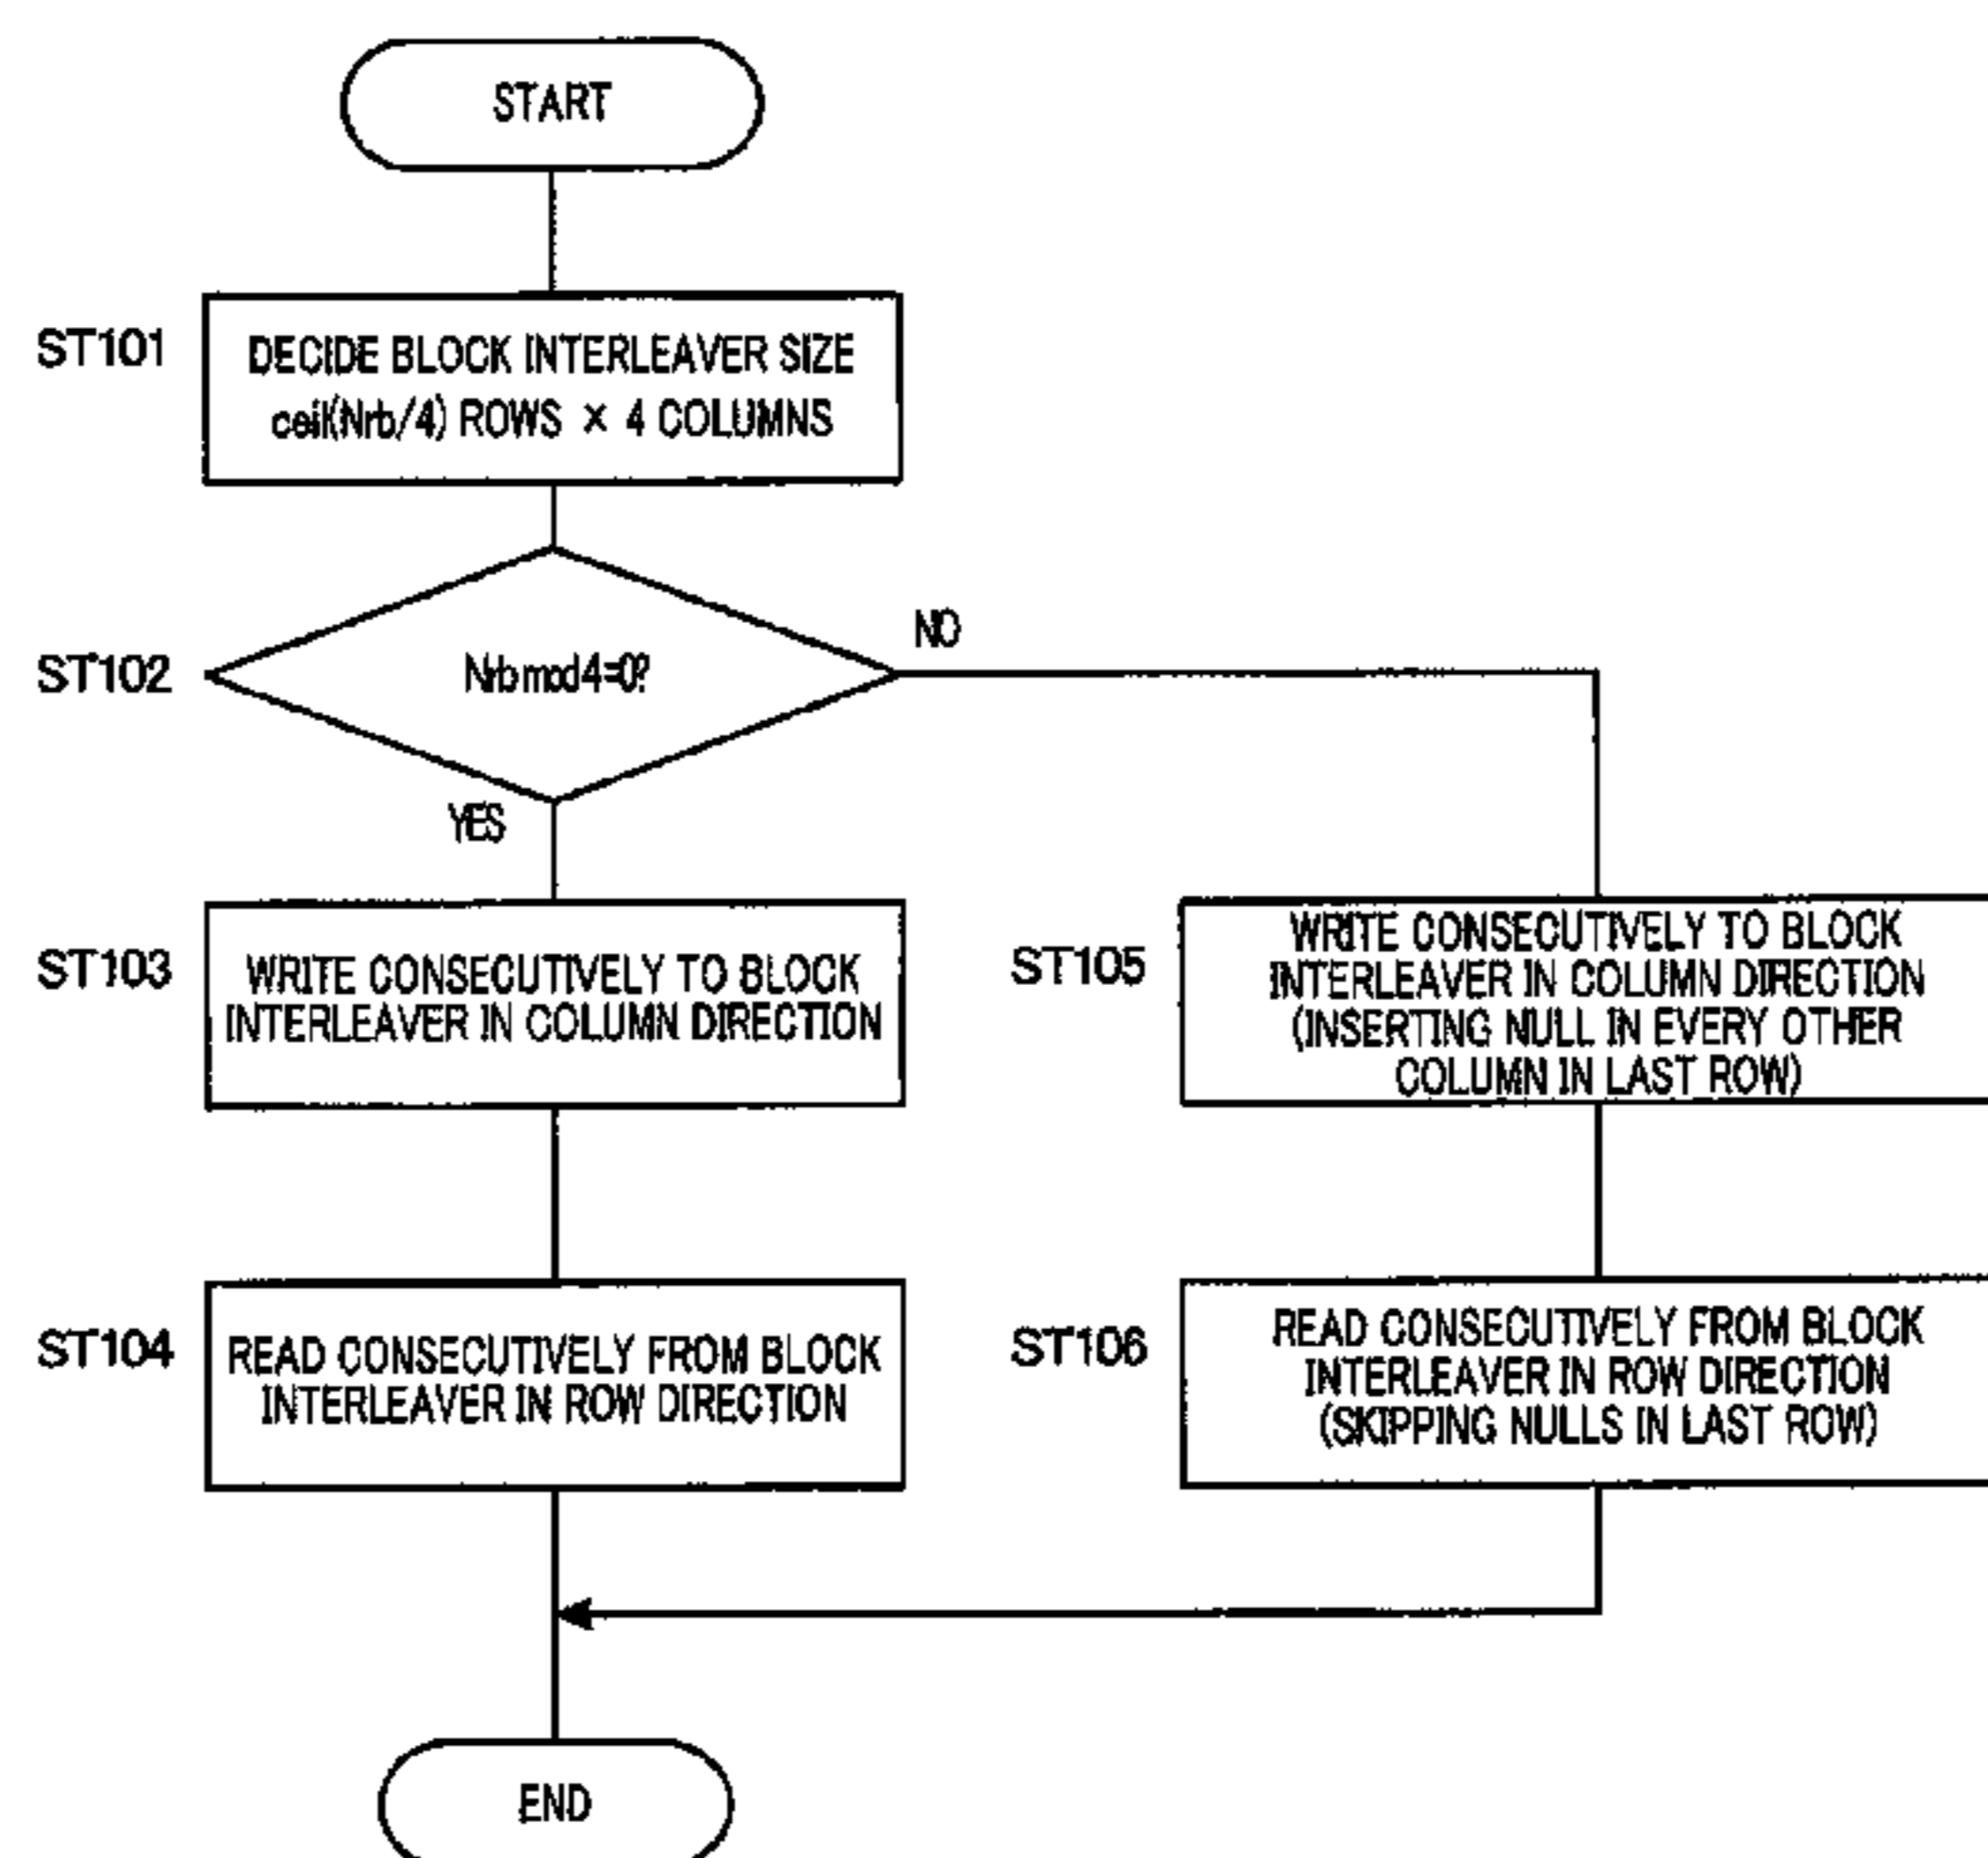 START
ST101
DECIDE BLOCK INTERLEAVER SIZE
ceil(Nrb/4) ROWS × 4 COLUMNS
ST102
Nrb mod 4=0?
NO
YES
ST103
WRITE CONSECUTIVELY TO BLOCK
INTERLEAVER IN COLUMN DIRECTION
ST105
WRITE CONSECUTIVELY TO BLOCK
INTERLEAVER IN COLUMN DIRECTION
(INSERTING NULL IN EVERY OTHER
COLUMN IN LAST ROW)
ST104
READ CONSECUTIVELY FROM BLOCK
INTERLEAVER IN ROW DIRECTION
ST106
READ CONSECUTIVELY FROM BLOCK
INTERLEAVER IN ROW DIRECTION
(SKIPPING NULLS IN LAST ROW)
END